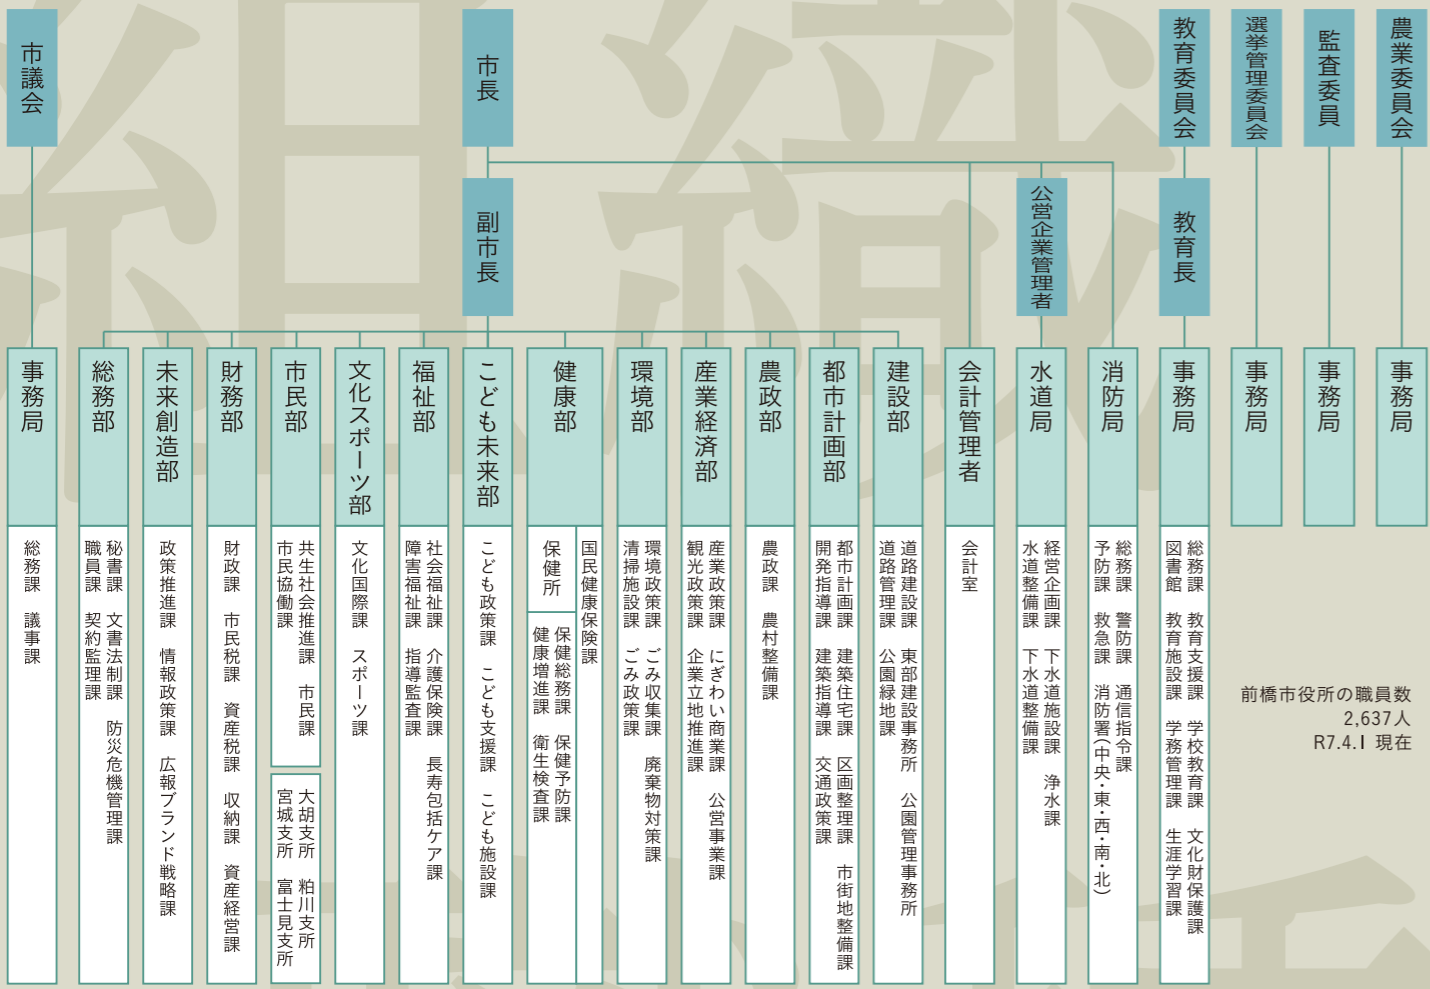 組織
市議会
市長
教育委員会
選挙管理委員会
監査委員
農業委員会
副市長
公営企業管理者
教育長
事務局
総務部
未来創造部
財務部
市民部
文化スポーツ部
福祉部
こども未来部
健康部
環境部
産業経済部
農政部
都市計画部
建設部
会計管理者
水道局
消防局
事務局
事務局
事務局
事務局
総務課 議事課
秘書課 文書法制課 防災危機管理課
職員課 契約監理課
政策推進課 情報政策課 広報ブランド戦略課
財政課 市民税課 資産税課 収納課 資産経営課
共生社会推進課 市民課
市民協働課
大胡支所 粕川支所
宮城支所 富士見支所
文化国際課 スポーツ課
社会福祉課 介護保険課 長寿包括ケア課
障害福祉課 指導監査課
こども政策課 こども支援課 こども施設課
国民健康保険課
保健所
保健総務課 保健予防課
健康増進課 衛生検査課
環境政策課 ごみ収集課 廃棄物対策課
清掃施設課 ごみ政策課
産業政策課 にぎわい商業課 公営事業課
観光政策課 企業立地推進課
農政課 農村整備課
都市計画課 建築住宅課 区画整理課 市街地整備課
開発指導課 建築指導課 交通政策課
道路建設課 東部建設事務所 公園管理事務所
道路管理課 公園緑地課
会計室
経営企画課 下水道施設課 浄水課
水道整備課 下水道整備課
総務課 警防課 通信指令課
予防課 救急課 消防署(中央・東・西・南・北)
総務課 教育支援課 学校教育課 文化財保護課
図書館 教育施設課 学務管理課 生涯学習課
前橋市役所の職員数
2,637人
R7.4.1 現在